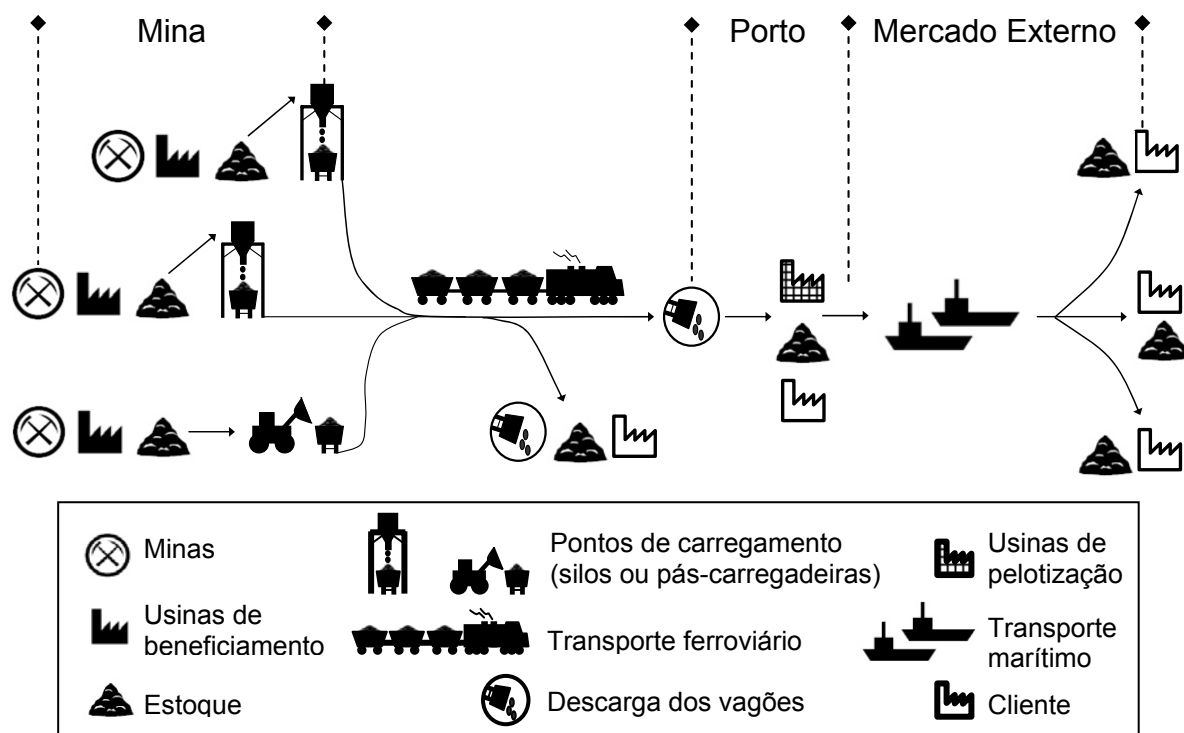 Mina
Porto
Mercado Externo
Minas
Usinas de
beneficiamento
Estoque
Pontos de carregamento
(silos ou pás-carregadeiras)
Transporte ferroviário
Descarga dos vagões
Usinas de
pelotização
Transporte
marítimo
Cliente